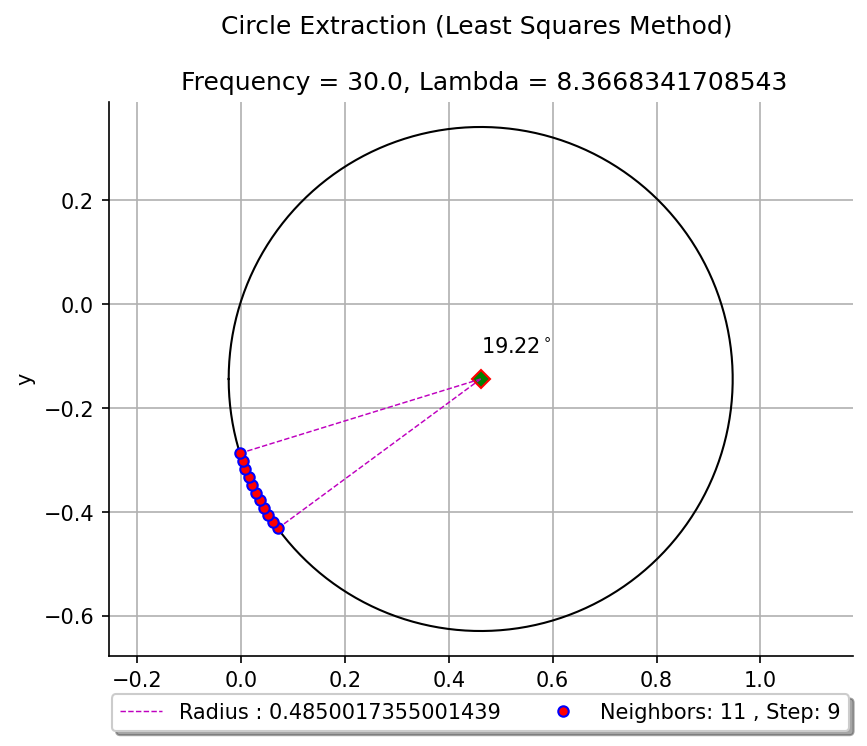 Circle Extraction (Least Squares Method)
Frequency = 30.0, Lambda = 8.3668341708543
0.2
0.0
−0.2
−0.4
−0.6
y
19.22°
−0.2 0.0 0.2 0.4 0.6 0.8 1.0
Radius : 0.4850017355001439 Neighbors: 11 , Step: 9